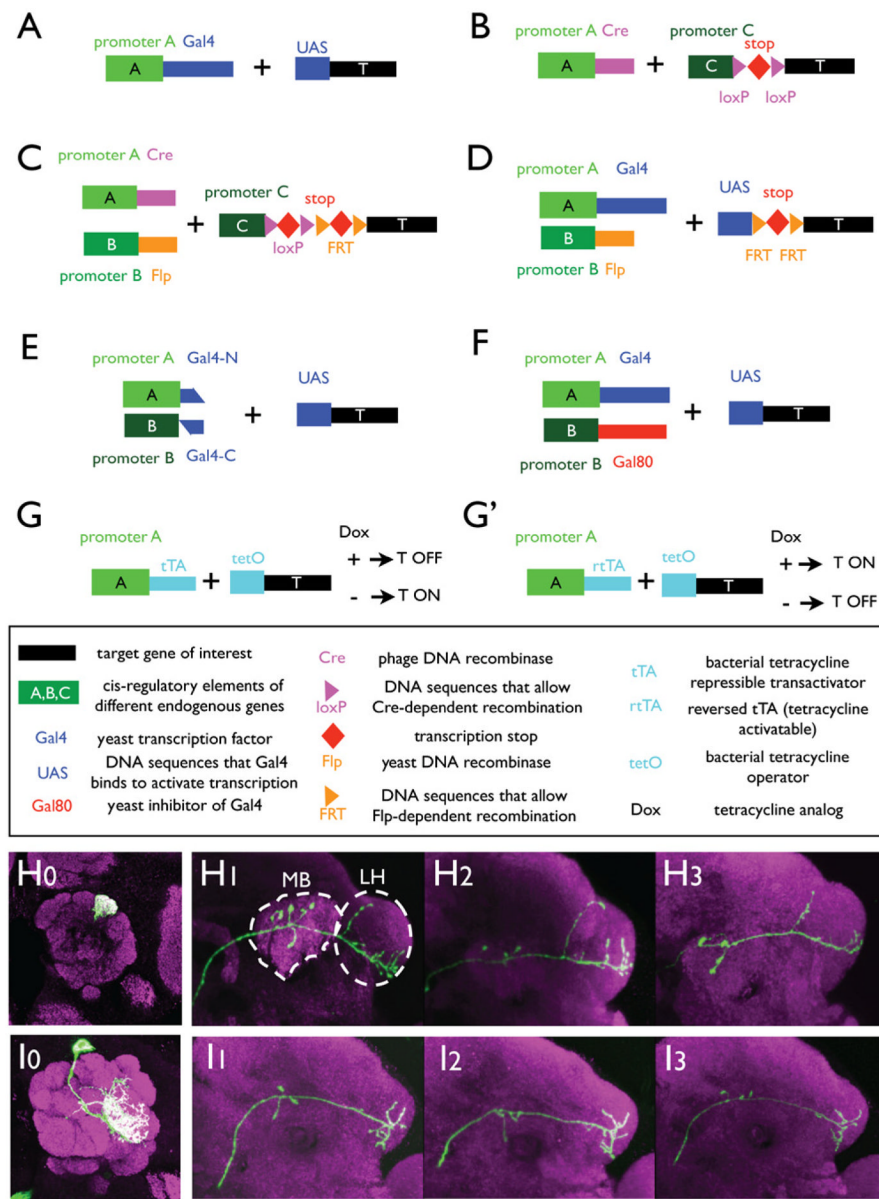 A
promoter A Gal4
UAS
A
+
T
B
promoter A Cre
promoter C
stop
A
+
C
T
loxP loxP
C
promoter A Cre
A
B
promoter B Flp
+
promoter C
stop
C
T
loxP FRT
D
promoter A Gal4
A
B
promoter B Flp
+
UAS
stop
T
FRT FRT
E
promoter A Gal4-N
A
B
promoter B Gal4-C
+
UAS
T
F
promoter A Gal4
A
B
promoter B Gal80
+
UAS
T
G
promoter A
tTA
tetO
A
+
T
Dox
+ → T OFF
- → T ON
G'
promoter A
rtTA
tetO
A
+
T
Dox
+ → T ON
- → T OFF
target gene of interest
A,B,C
cis-regulatory elements of
different endogenous genes
Gal4 yeast transcription factor
UAS
DNA sequences that Gal4
binds to activate transcription
Gal80 yeast inhibitor of Gal4
Cre phage DNA recombinase
loxP
DNA sequences that allow
Cre-dependent recombination
transcription stop
Flp yeast DNA recombinase
FRT
DNA sequences that allow
Flp-dependent recombination
tTA
bacterial tetracycline
repressible transactivator
rtTA
reversed tTA (tetracycline
activatable)
tetO
bacterial tetracycline
operator
Dox tetracycline analog
H0
H1
MB
LH
H2
H3
I0
I1
I2
I3